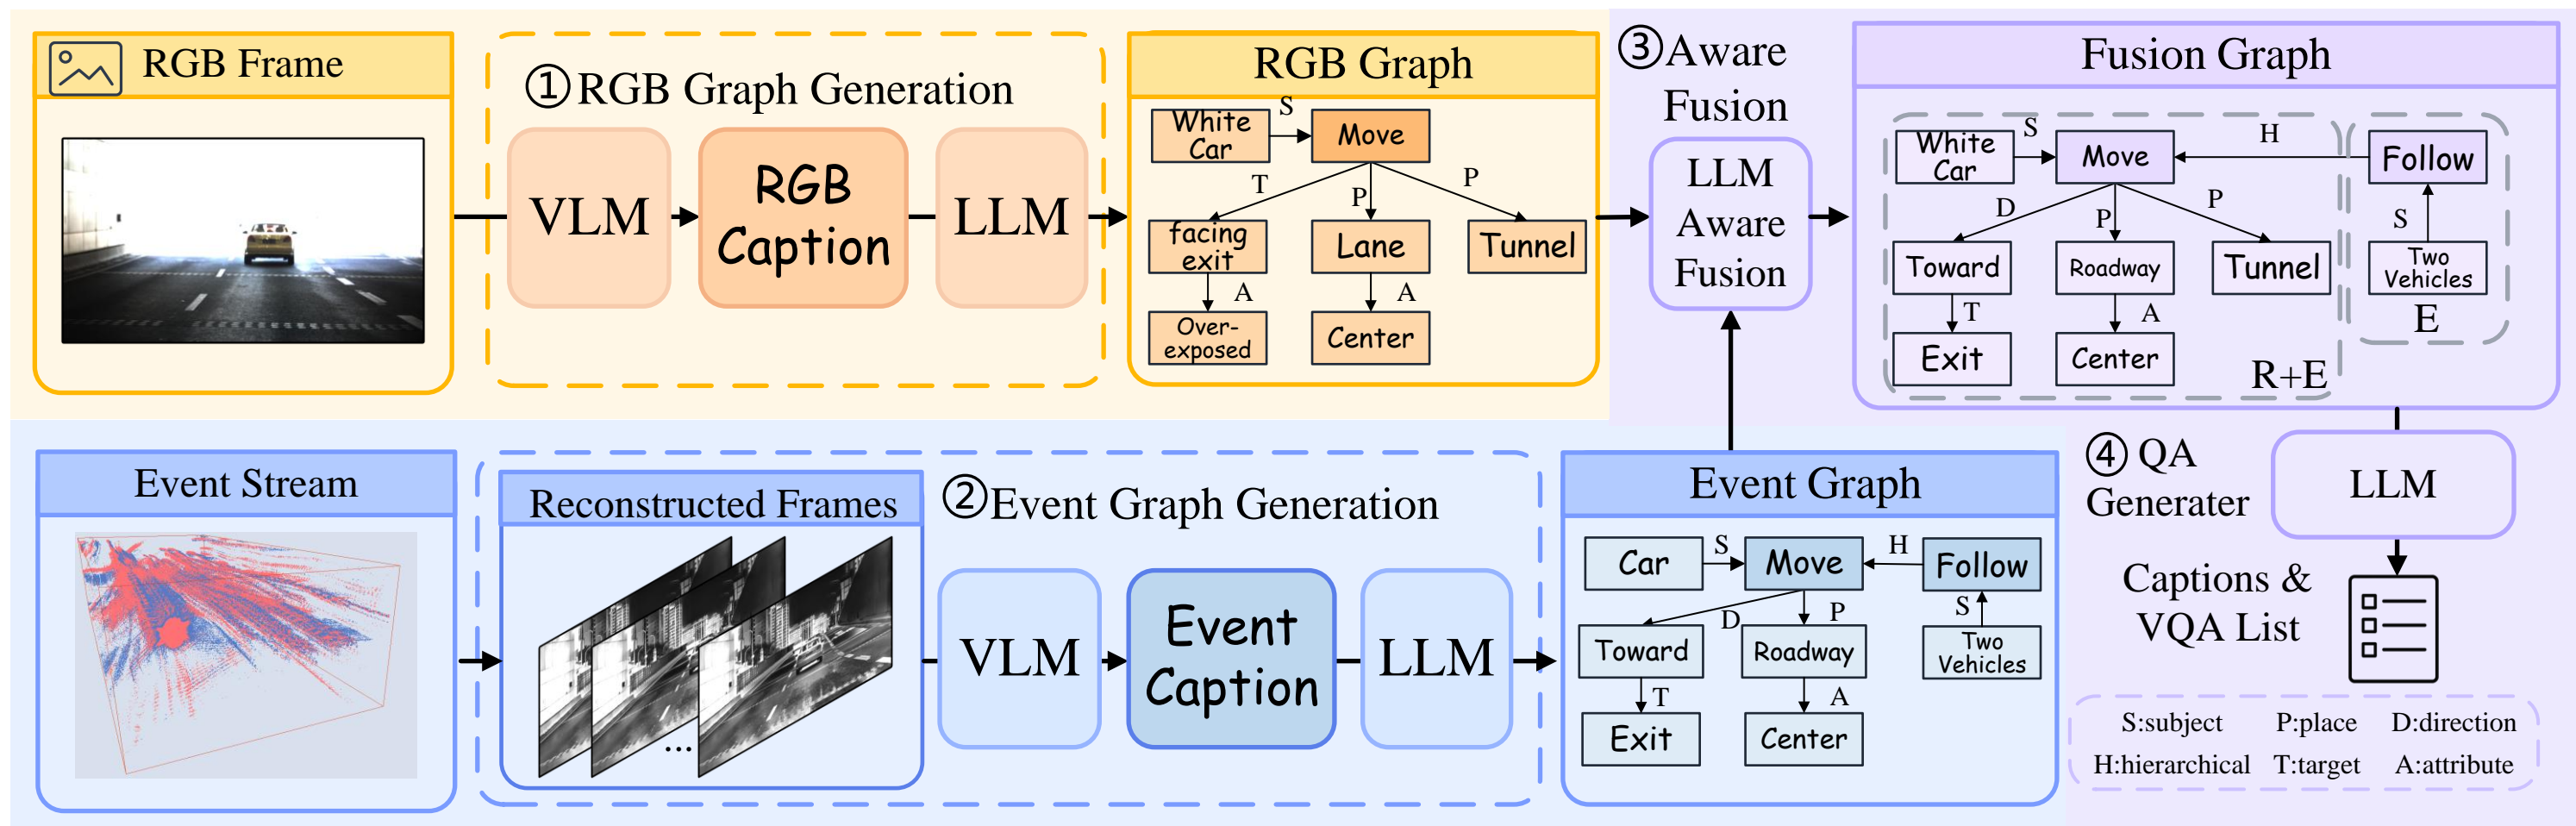 RGB Frame
①RGB Graph Generation
VLM
RGB
Caption
LLM
RGB Graph
White
Car
S
Move
T
P
P
facing
exit
Lane
Tunnel
A
A
Over-
exposed
Center
③Aware
Fusion
LLM
Aware
Fusion
Fusion Graph
White
Car
S
Move
H
Follow
D
P
P
S
Toward
Roadway
Tunnel
Two
Vehicles
T
A
E
Exit
Center
R+E
Event Stream
Reconstructed Frames
...
②Event Graph Generation
VLM
Event
Caption
LLM
Event Graph
Car
S
Move
H
Follow
D
P
S
Toward
Roadway
Two
Vehicles
T
A
Exit
Center
④ QA
Generater
LLM
Captions &
VQA List
S:subject P:place D:direction
H:hierarchical T:target A:attribute